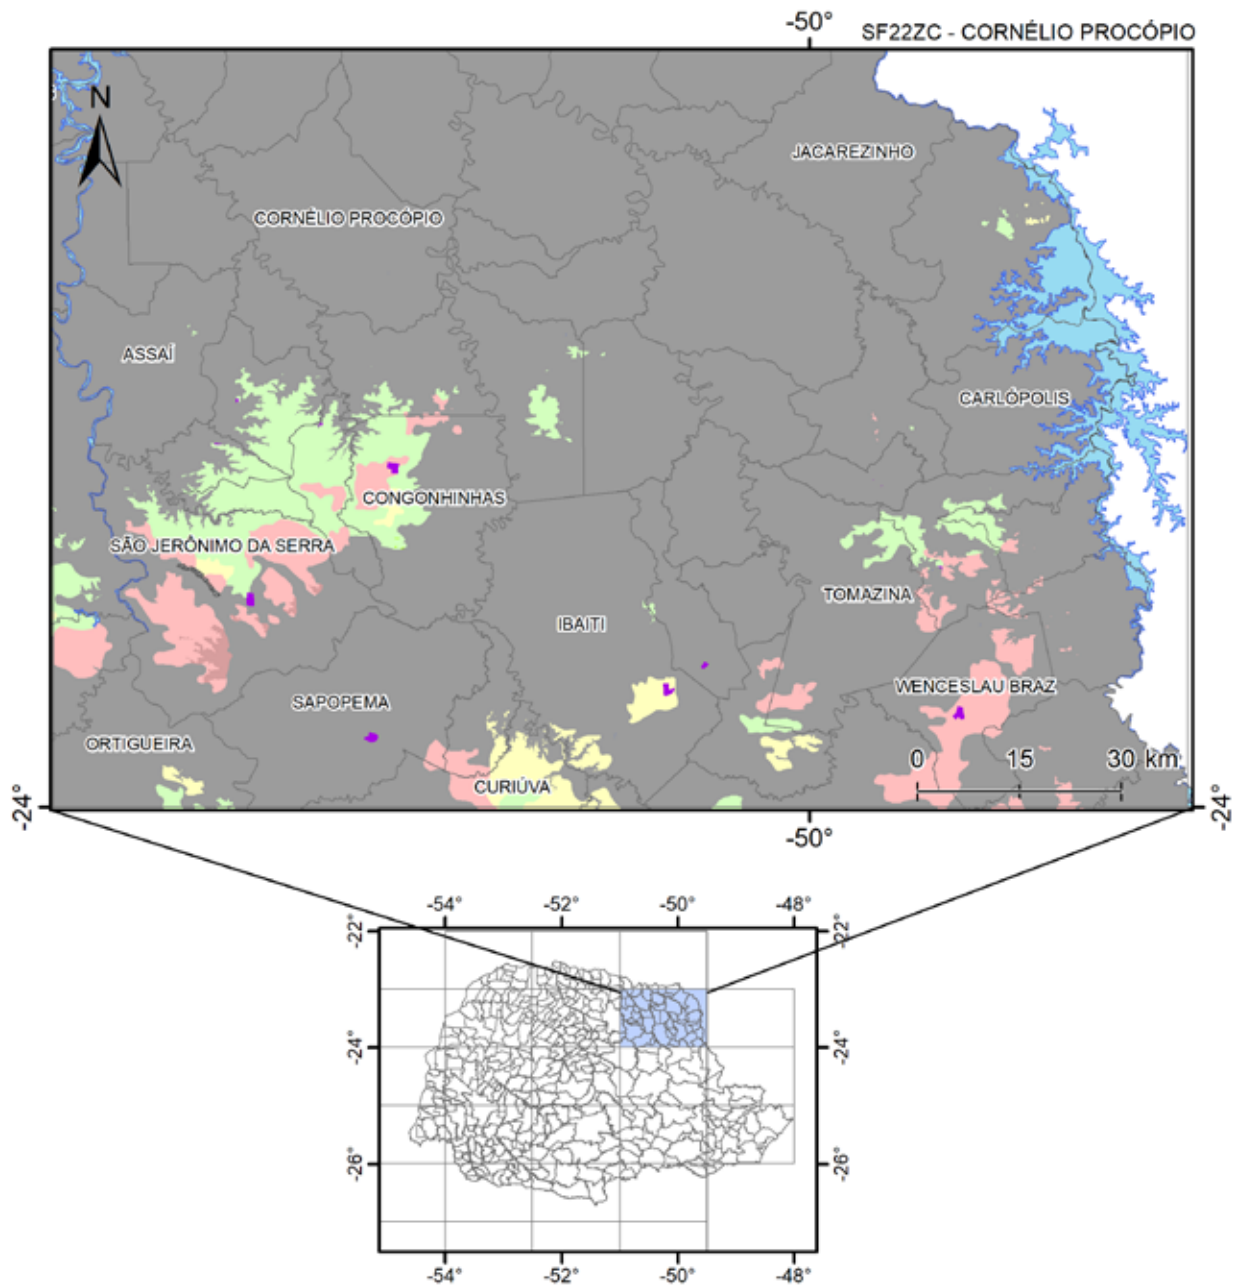 SF22ZC - CORNÉLIO PROCÓPIO
-50°
N
JACAREZINHO
CORNÉLIO PROCÓPIO
ASSAÍ
CARLÓPOLIS
CONGONHINHAS
SÃO JERÔNIMO DA SERRA
TOMAZINA
IBAITI
WENCESLAU BRAZ
SAPOPEMA
ORTIGUEIRA
CURIÚVA
0 15 30 km
-24° -24°
-50°
-54° -52° -50° -48°
-22° -22°
-24° -24°
-26° -26°
-54° -52° -50° -48°